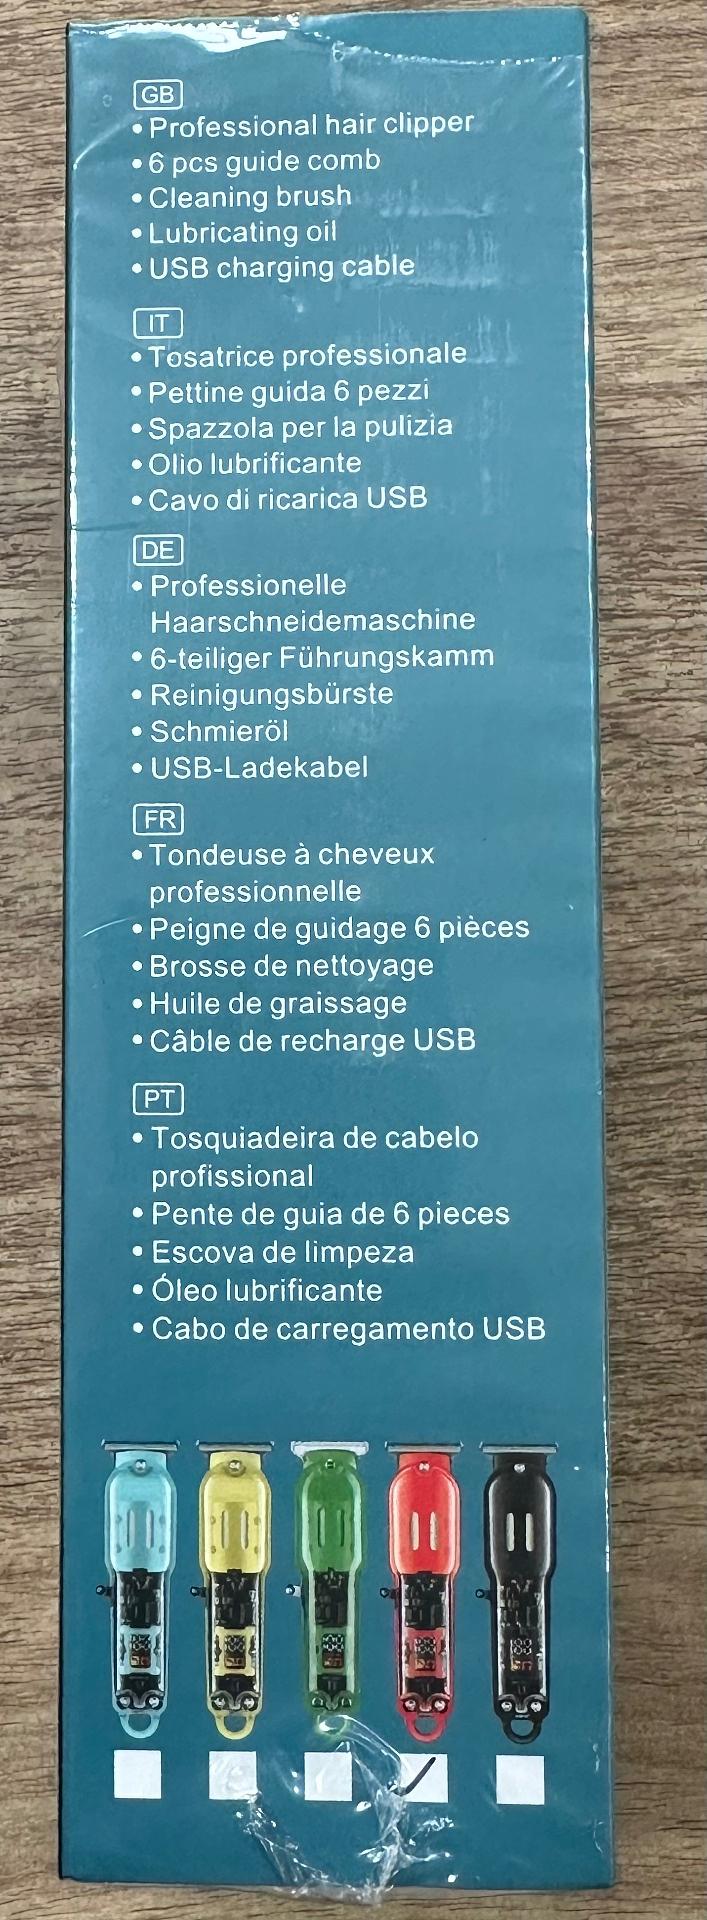 GB
• Professional hair clipper
• 6 pcs guide comb
• Cleaning brush
• Lubricating oil
• USB charging cable
IT
• Tosatrice professionale
• Pettine guida 6 pezzi
• Spazzola per la pulizia
• Olio lubrificante
• Cavo di ricarica USB
DE
• Professionelle
Haarschneidemaschine
• 6-teiliger Führungskamm
• Reinigungsbürste
• Schmieröl
• USB-Ladekabel
FR
• Tondeuse à cheveux
professionnelle
• Peigne de guidage 6 pièces
• Brosse de nettoyage
• Huile de graissage
• Câble de recharge USB
PT
• Tosquiadeira de cabelo
profissional
• Pente de guia de 6 pieces
• Escova de limpeza
• Óleo lubrificante
• Cabo de carregamento USB